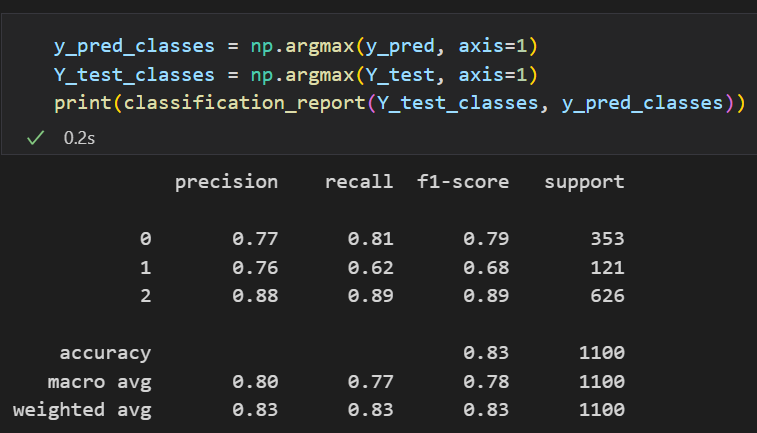 y_pred_classes = np.argmax(y_pred, axis=1)
Y_test_classes = np.argmax(Y_test, axis=1)
print(classification_report(Y_test_classes, y_pred_classes))
0.2s
precision recall f1-score support
0 0.77 0.81 0.79 353
1 0.76 0.62 0.68 121
2 0.88 0.89 0.89 626
accuracy 0.83 1100
macro avg 0.80 0.77 0.78 1100
weighted avg 0.83 0.83 0.83 1100